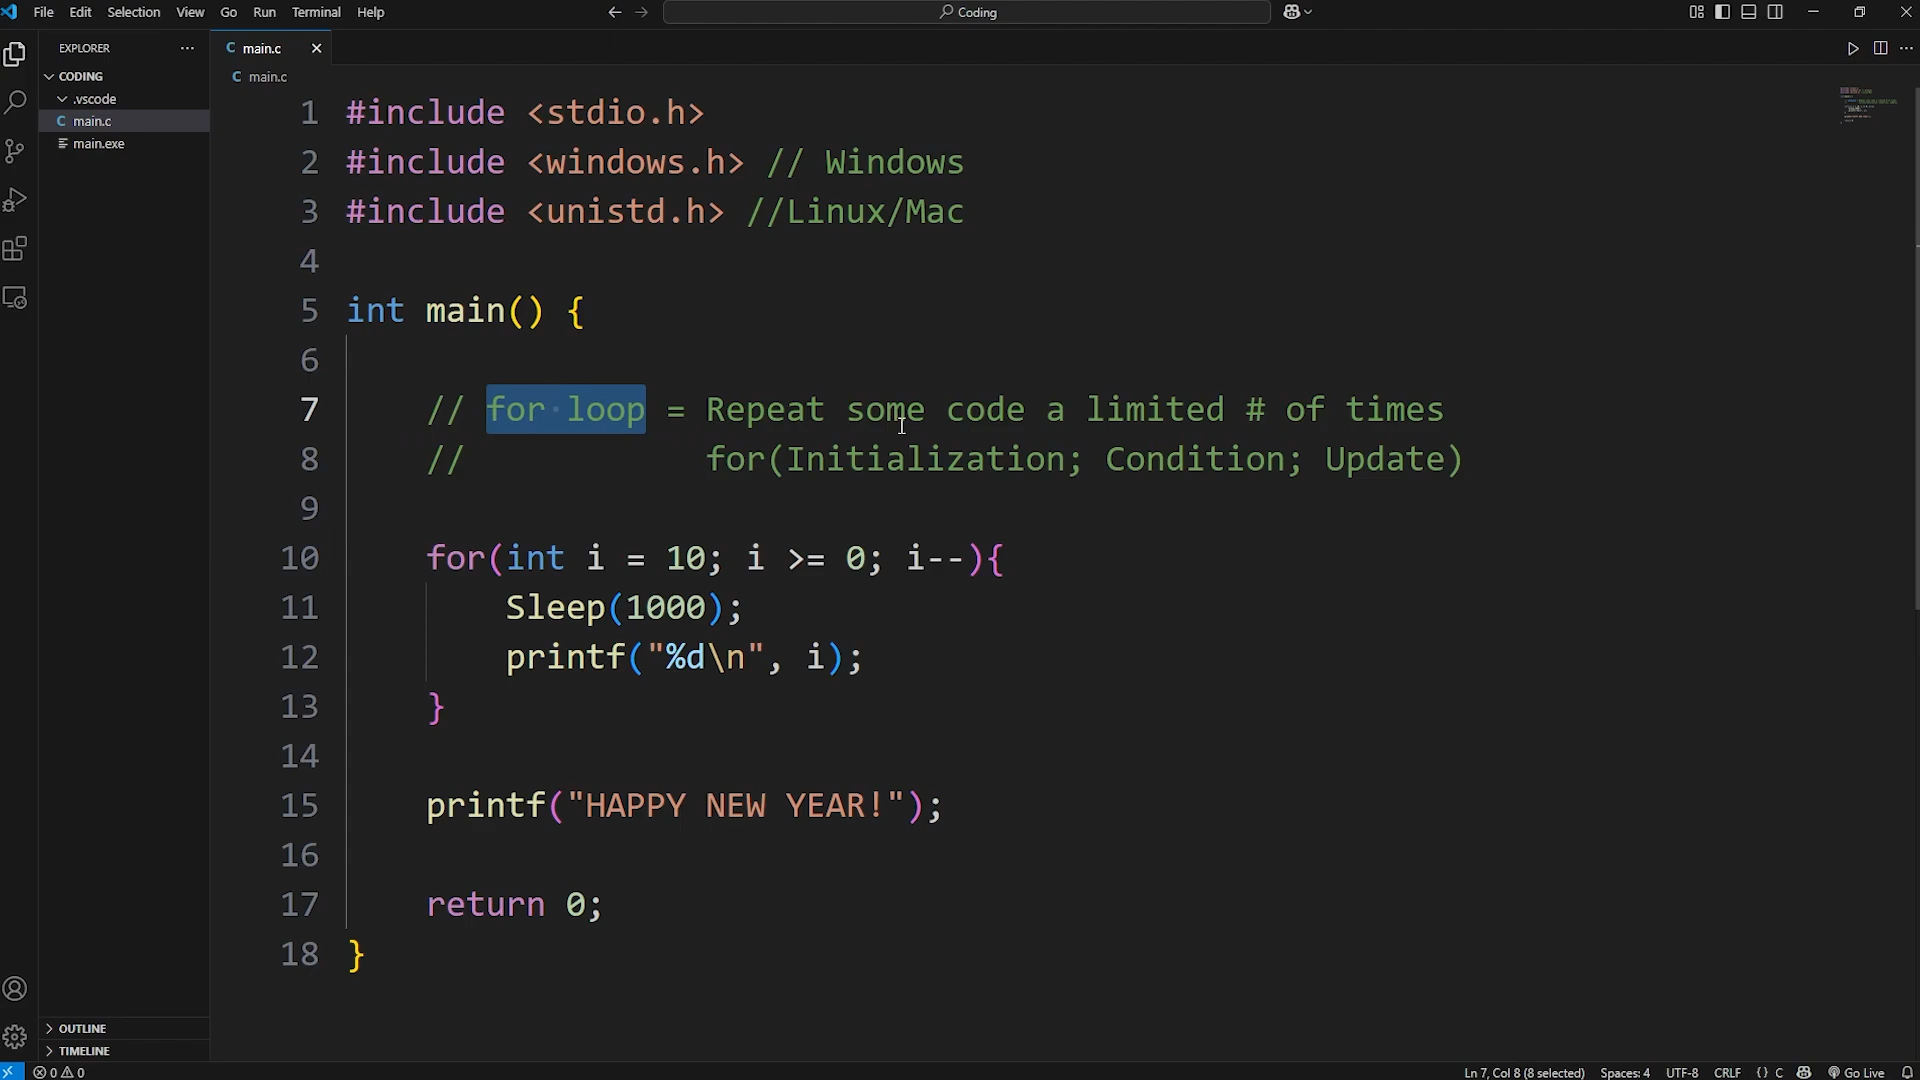 File Edit Selection View Go Run Terminal Help
Coding
EXPLORER
CODING
.vscode
C main.c
main.exe
OUTLINE
TIMELINE
C main.c
C main.c
1 #include <stdio.h>
2 #include <windows.h> // Windows
3 #include <unistd.h> //Linux/Mac
4
5 int main() {
6
7 // for loop = Repeat some code a limited # of times
8 // for(Initialization; Condition; Update)
9
10 for(int i = 10; i >= 0; i--){
11 Sleep(1000);
12 printf("%d\n", i);
13 }
14
15 printf("HAPPY NEW YEAR!");
16
17 return 0;
18 }
0 0 Ln 7, Col 8 (8 selected) Spaces: 4 UTF-8 CRLF {} C Go Live